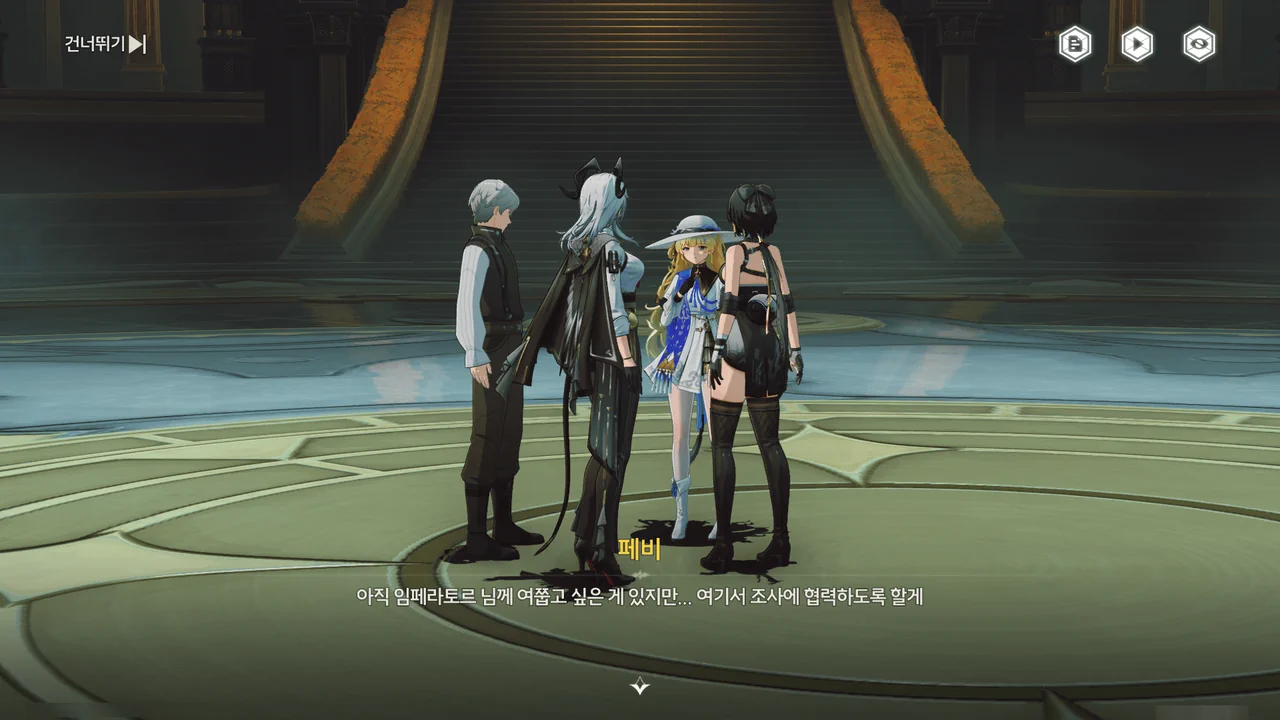 건너뛰기
페비
아직 임페라토르 님께 여쭙고 싶은 게 있지만... 여기서 조사에 협력하도록 할게